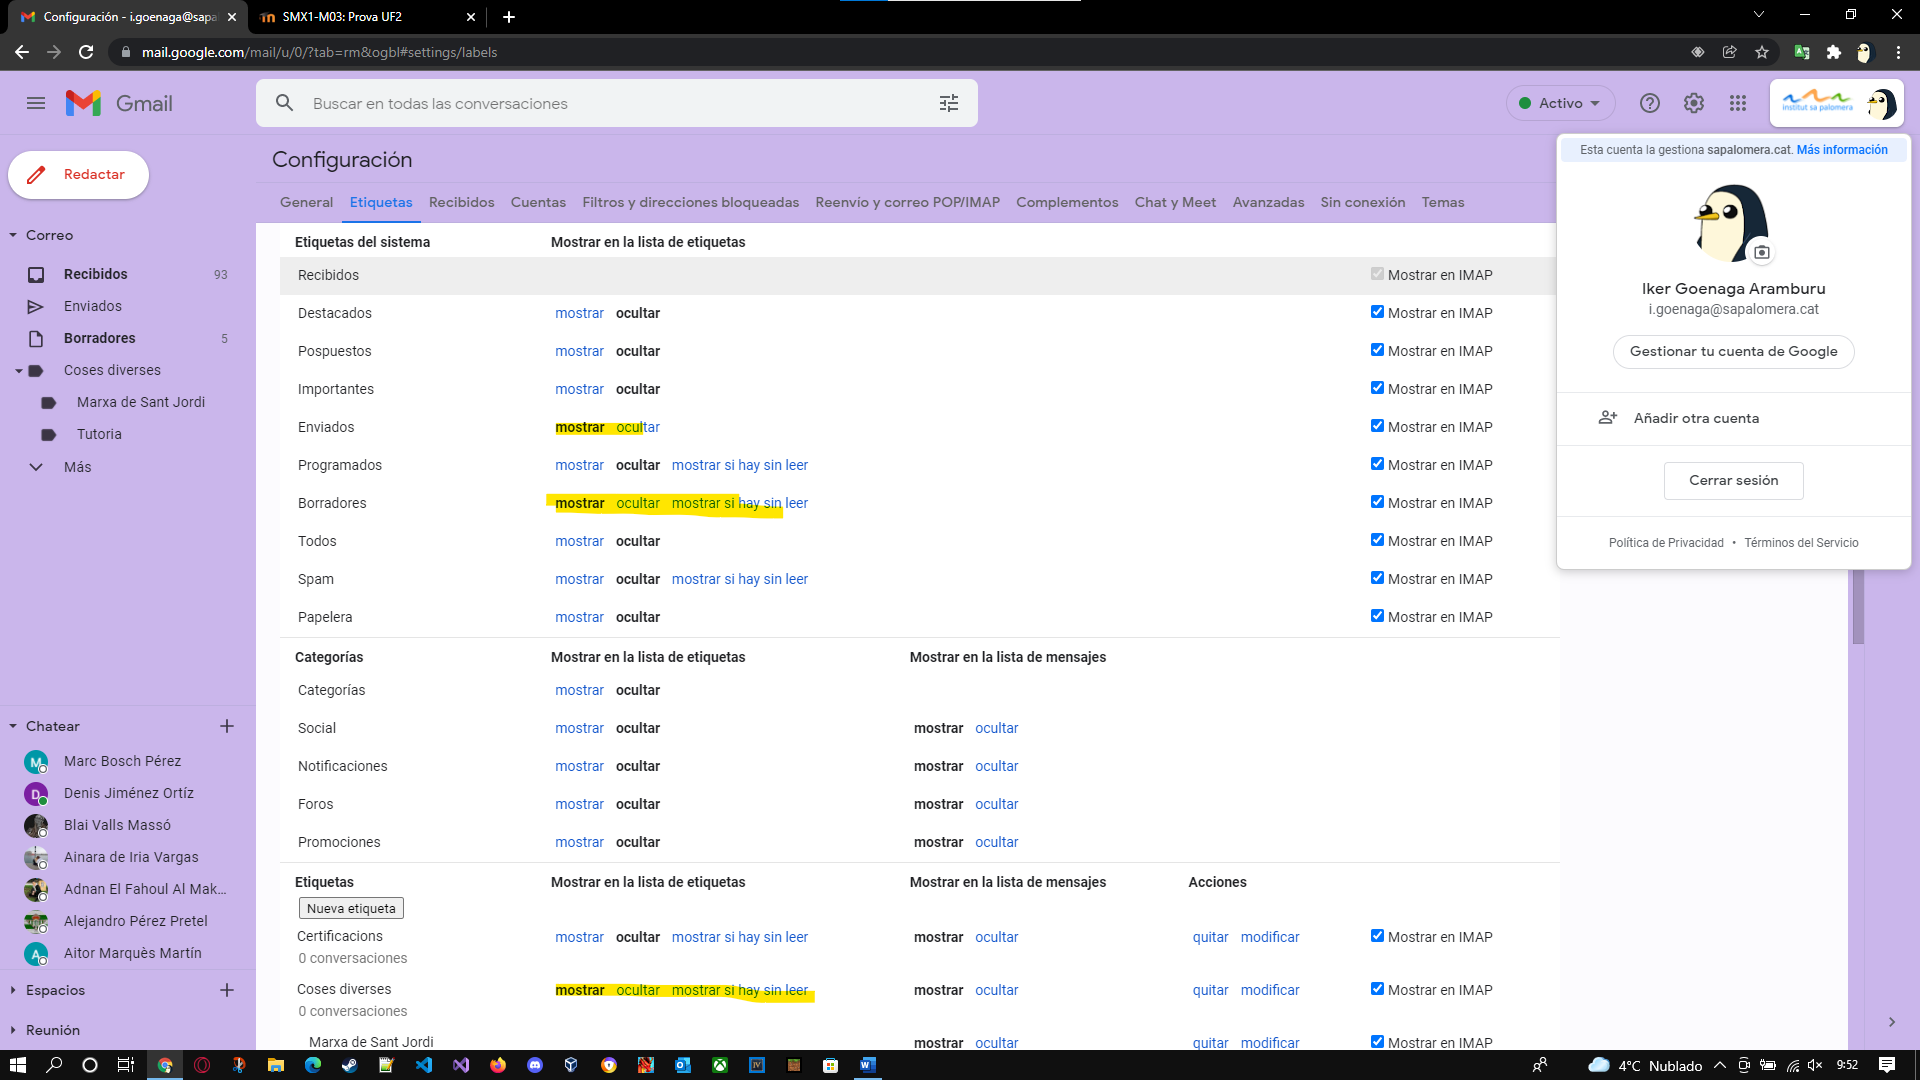 Configuración - i.goenaga@sapal
SMX1-M03: Prova UF2
mail.google.com/mail/u/0/?tab=rm&ogbl#settings/labels
Gmail
Buscar en todas las conversaciones
Activo
institut sa palomera
Redactar
Correo
Recibidos 93
Enviados
Borradores 5
Coses diverses
Marxa de Sant Jordi
Tutoria
Más
Chatear
Marc Bosch Pérez
Denis Jiménez Ortíz
Blai Valls Massó
Ainara de Iria Vargas
Adnan El Fahoul Al Mak...
Alejandro Pérez Pretel
Aitor Marquès Martín
Espacios
Reunión
Configuración
General Etiquetas Recibidos Cuentas Filtros y direcciones bloqueadas Reenvío y correo POP/IMAP Complementos Chat y Meet Avanzadas Sin conexión Temas
Etiquetas del sistema Mostrar en la lista de etiquetas
Recibidos Mostrar en IMAP
Destacados mostrar ocultar Mostrar en IMAP
Pospuestos mostrar ocultar Mostrar en IMAP
Importantes mostrar ocultar Mostrar en IMAP
Enviados mostrar ocultar Mostrar en IMAP
Programados mostrar ocultar mostrar si hay sin leer Mostrar en IMAP
Borradores mostrar ocultar mostrar si hay sin leer Mostrar en IMAP
Todos mostrar ocultar Mostrar en IMAP
Spam mostrar ocultar mostrar si hay sin leer Mostrar en IMAP
Papelera mostrar ocultar Mostrar en IMAP
Categorías Mostrar en la lista de etiquetas Mostrar en la lista de mensajes
Categorías mostrar ocultar
Social mostrar ocultar mostrar ocultar
Notificaciones mostrar ocultar mostrar ocultar
Foros mostrar ocultar mostrar ocultar
Promociones mostrar ocultar mostrar ocultar
Etiquetas Mostrar en la lista de etiquetas Mostrar en la lista de mensajes Acciones
Nueva etiqueta
Certificacions mostrar ocultar mostrar si hay sin leer mostrar ocultar quitar modificar Mostrar en IMAP
0 conversaciones
Coses diverses mostrar ocultar mostrar si hay sin leer mostrar ocultar quitar modificar Mostrar en IMAP
0 conversaciones
Marxa de Sant Jordi mostrar ocultar quitar modificar Mostrar en IMAP
Esta cuenta la gestiona sapalomera.cat. Más información
Iker Goenaga Aramburu
i.goenaga@sapalomera.cat
Gestionar tu cuenta de Google
Añadir otra cuenta
Cerrar sesión
Política de Privacidad • Términos del Servicio
4°C Nublado 9:52